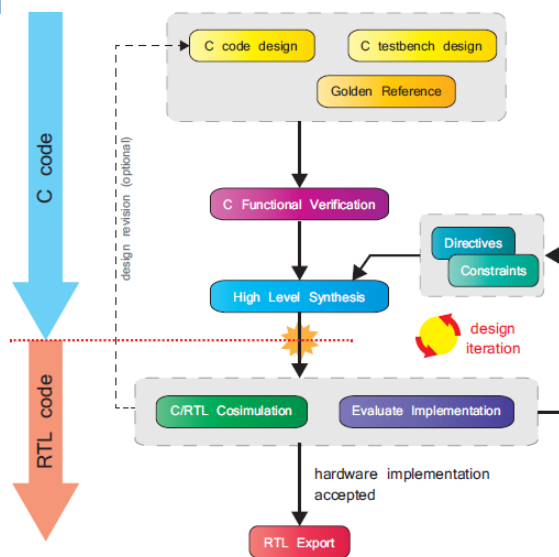 C code design
C testbench design
Golden Reference
C code
design revision (optional)
C Functional Verification
Directives
Constraints
High Level Synthesis
design
iteration
RTL code
C/RTL Cosimulation
Evaluate Implementation
hardware implementation
accepted
RTL Export